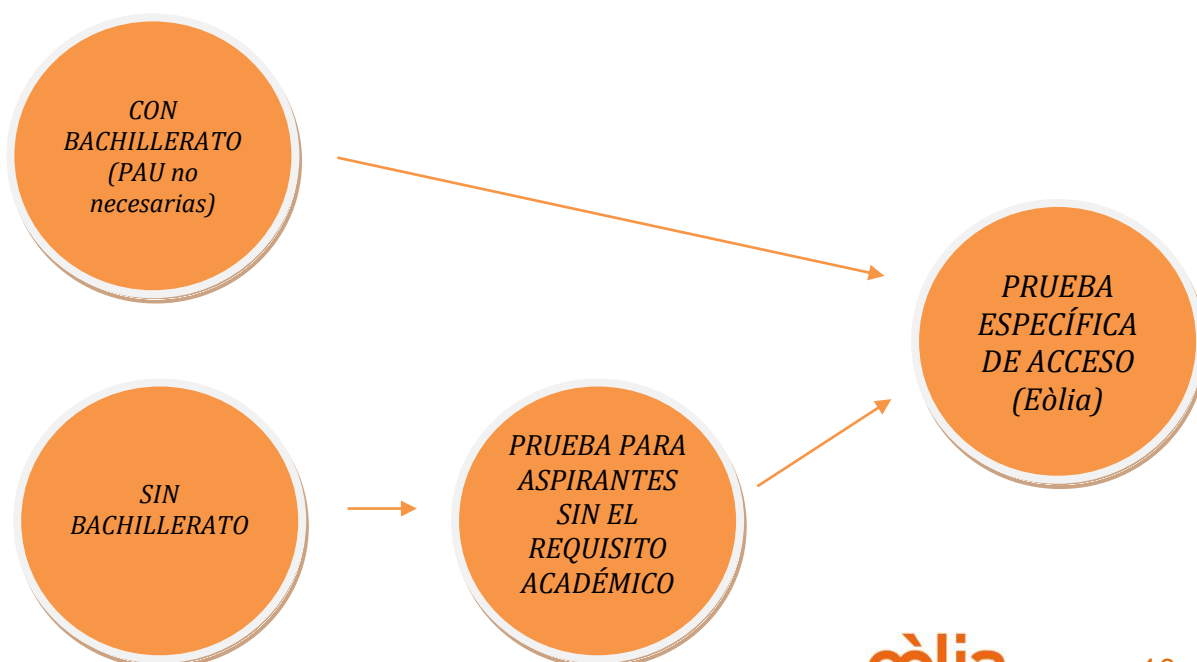 CON
BACHILLERATO
(PAU no
necesarias)
PRUEBA
ESPECÍFICA
DE ACCESO
(Eòlia)
SIN
BACHILLERATO
PRUEBA PARA
ASPIRANTES
SIN EL
REQUISITO
ACADÉMICO
eòlia